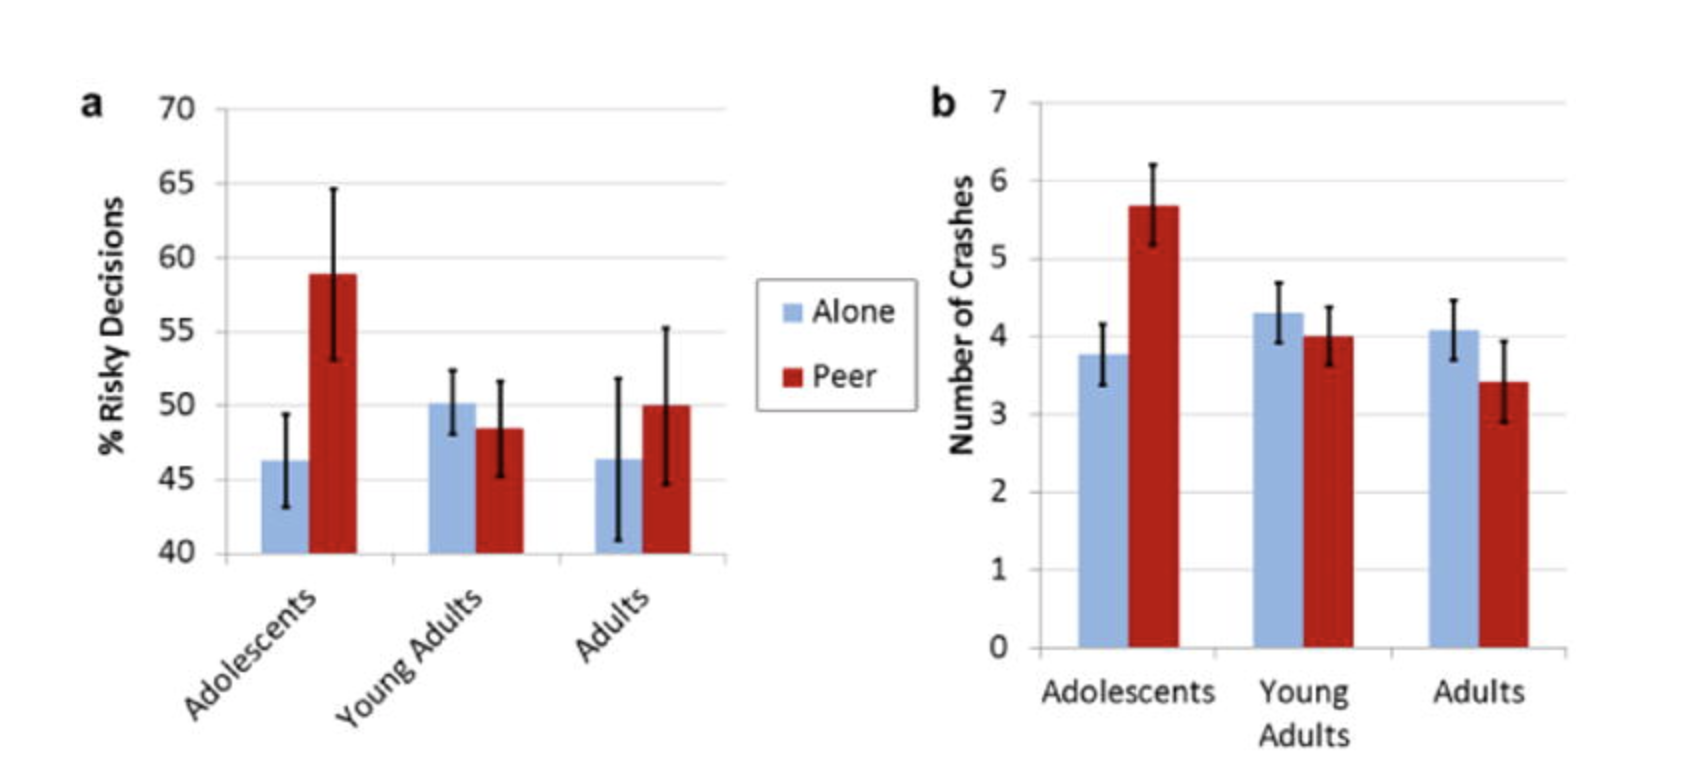 a
% Risky Decisions
70
65
60
55
50
45
40
Adolescents
Young Adults
Adults
Alone
Peer
b
Number of Crashes
7
6
5
4
3
2
1
0
Adolescents
Young
Adults
Adults